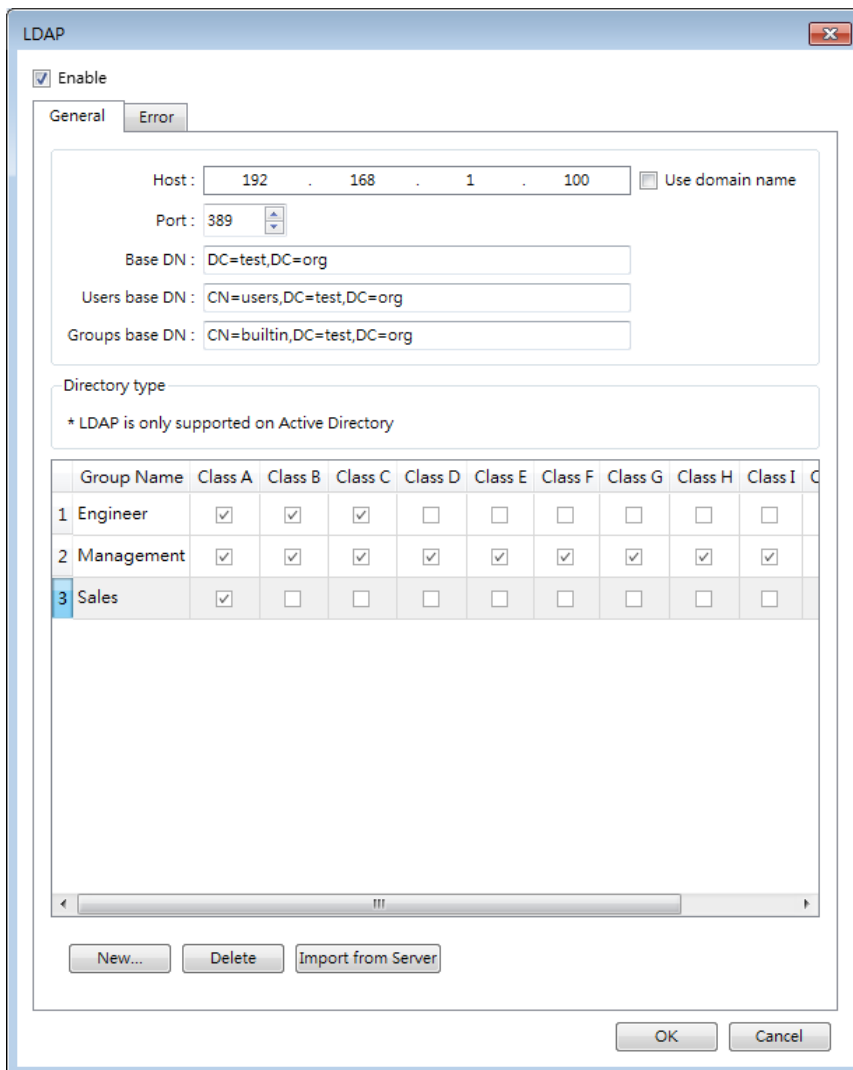 LDAP
Enable
General Error
Host : 192 . 168 . 1 . 100 Use domain name
Port : 389
Base DN : DC=test,DC=org
Users base DN : CN=users,DC=test,DC=org
Groups base DN : CN=builtin,DC=test,DC=org
Directory type
* LDAP is only supported on Active Directory
Group Name Class A Class B Class C Class D Class E Class F Class G Class H Class I C
1 Engineer
2 Management
3 Sales
New... Delete Import from Server
OK Cancel